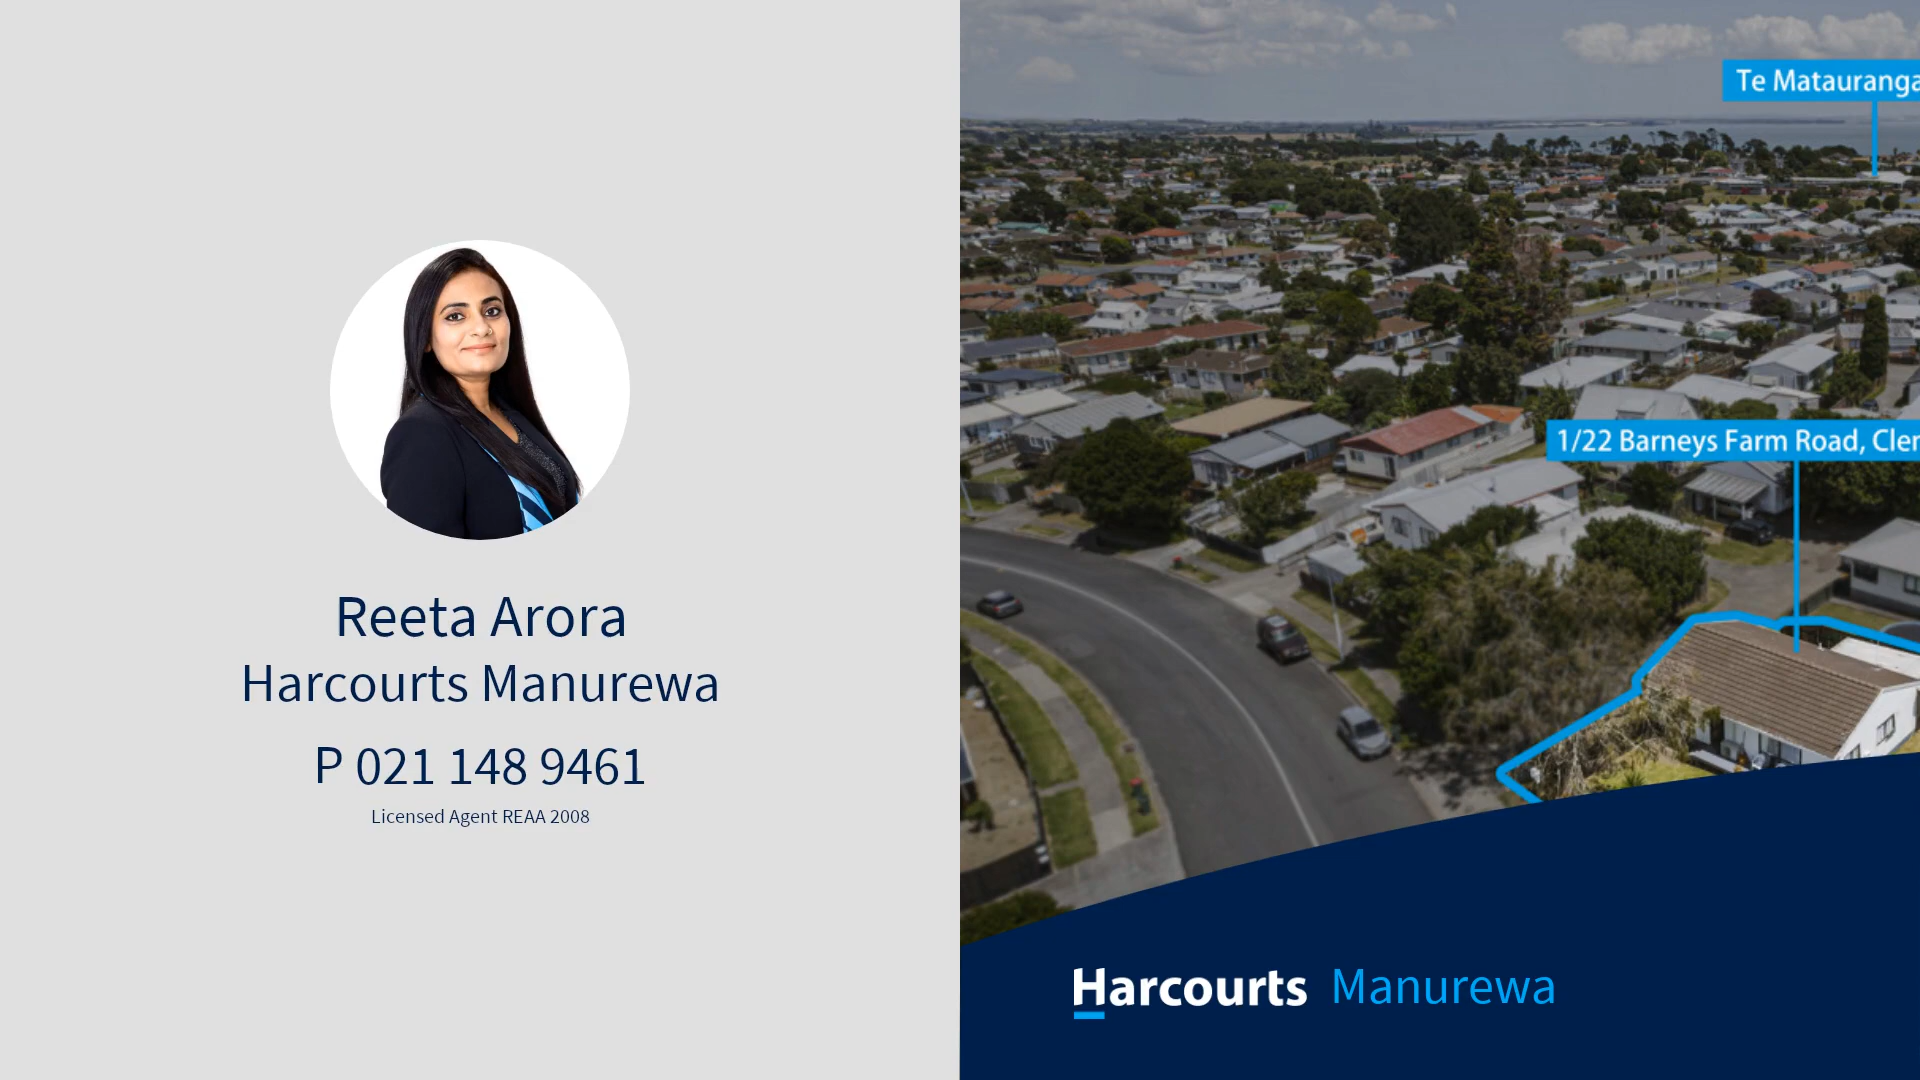 Reeta Arora
Harcourts Manurewa
P 021 148 9461
Licensed Agent REAA 2008
Te Matauranga
1/22 Barneys Farm Road, Cle
Harcourts Manurewa